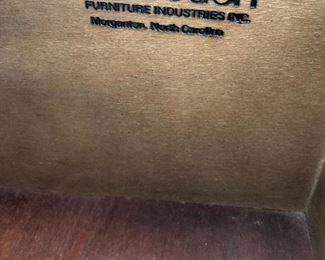 FURNITURE INDUSTRIES INC.
Morganton, North Carolina